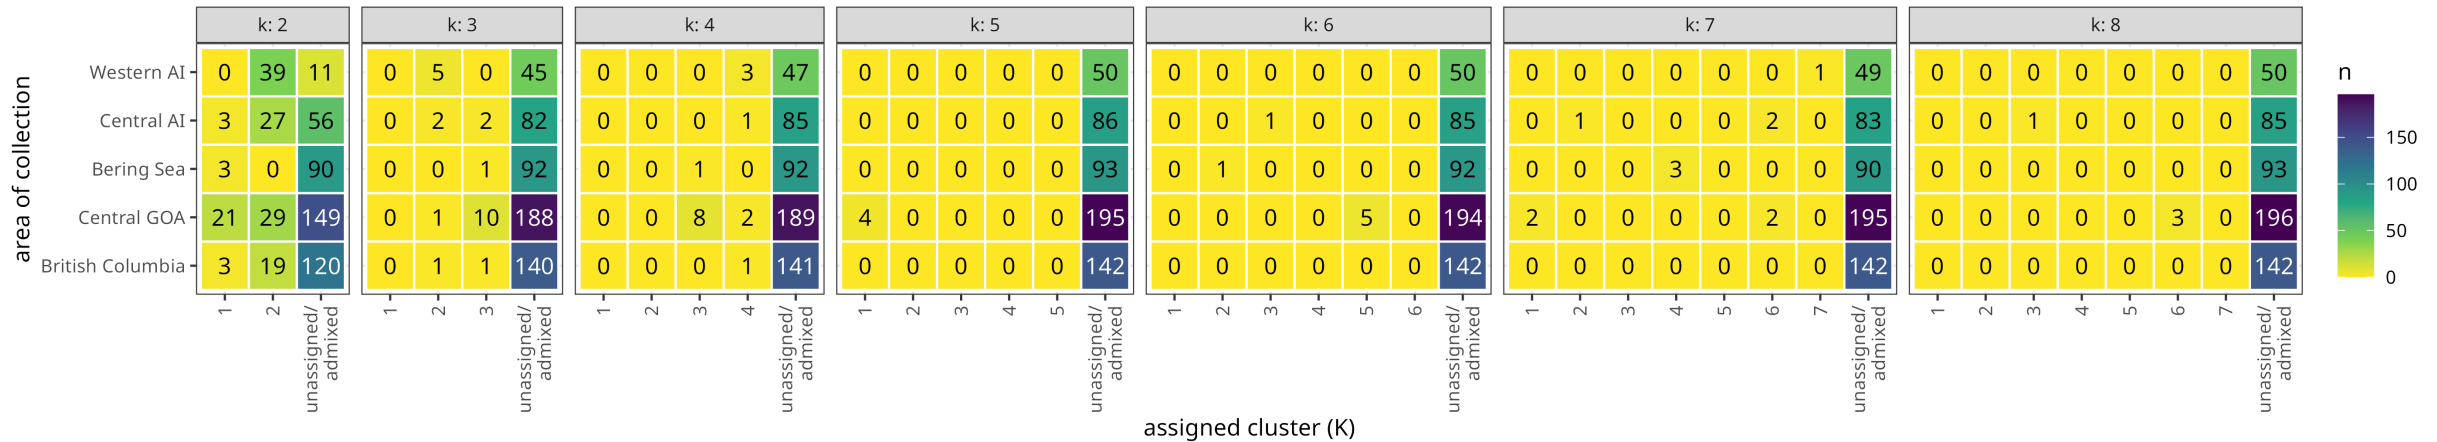 k: 2 k: 3 k: 4 k: 5 k: 6 k: 7 k: 8
Western AI 0 39 11 0 5 0 45 0 0 0 3 47 0 0 0 0 0 50 0 0 0 0 0 0 50 0 0 0 0 0 0 1 49 0 0 0 0 0 0 0 50
Central AI 3 27 56 0 2 2 82 0 0 0 1 85 0 0 0 0 0 86 0 0 1 0 0 0 85 0 1 0 0 0 2 0 83 0 0 1 0 0 0 0 85
Bering Sea 3 0 90 0 0 1 92 0 0 1 0 92 0 0 0 0 0 93 0 1 0 0 0 0 92 0 0 0 3 0 0 0 90 0 0 0 0 0 0 0 93
Central GOA 21 29 149 0 1 10 188 0 0 8 2 189 4 0 0 0 0 195 0 0 0 0 5 0 194 2 0 0 0 0 2 0 195 0 0 0 0 0 3 0 196
British Columbia 3 19 120 0 1 1 140 0 0 0 1 141 0 0 0 0 0 142 0 0 0 0 0 0 142 0 0 0 0 0 0 0 142 0 0 0 0 0 0 0 142
1 2 unassigned/ admixed 1 2 3 unassigned/ admixed 1 2 3 4 unassigned/ admixed 1 2 3 4 5 unassigned/ admixed 1 2 3 4 5 6 unassigned/ admixed 1 2 3 4 5 6 7 unassigned/ admixed 1 2 3 4 5 6 7 unassigned/ admixed
assigned cluster (K)
area of collection
n
150
100
50
0